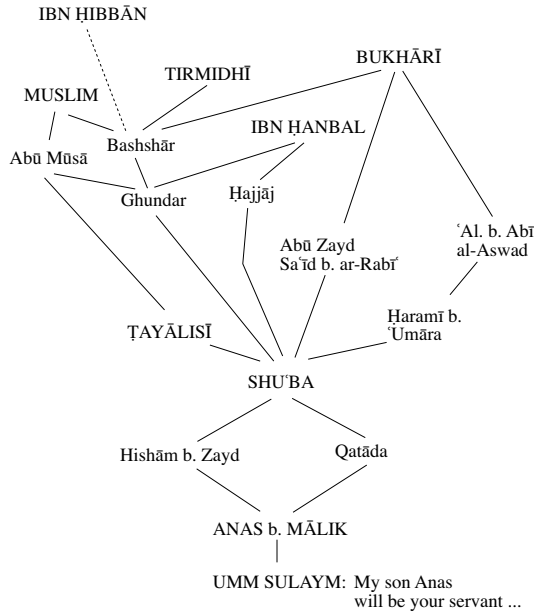 IBN ḤIBBĀN
TIRMIDHĪ
BUKHĀRĪ
MUSLIM
IBN ḤANBAL
Bashshār
Abū Mūsā
Ghundar
Ḥajjāj
Abū Zayd
Saʿīd b. ar-Rabīʿ
ʿAl. b. Abī
al-Aswad
ṬAYĀLISĪ
Ḥaramī b.
ʿUmāra
SHUʿBA
Hishām b. Zayd
Qatāda
ANAS b. MĀLIK
UMM SULAYM: My son Anas
will be your servant ...